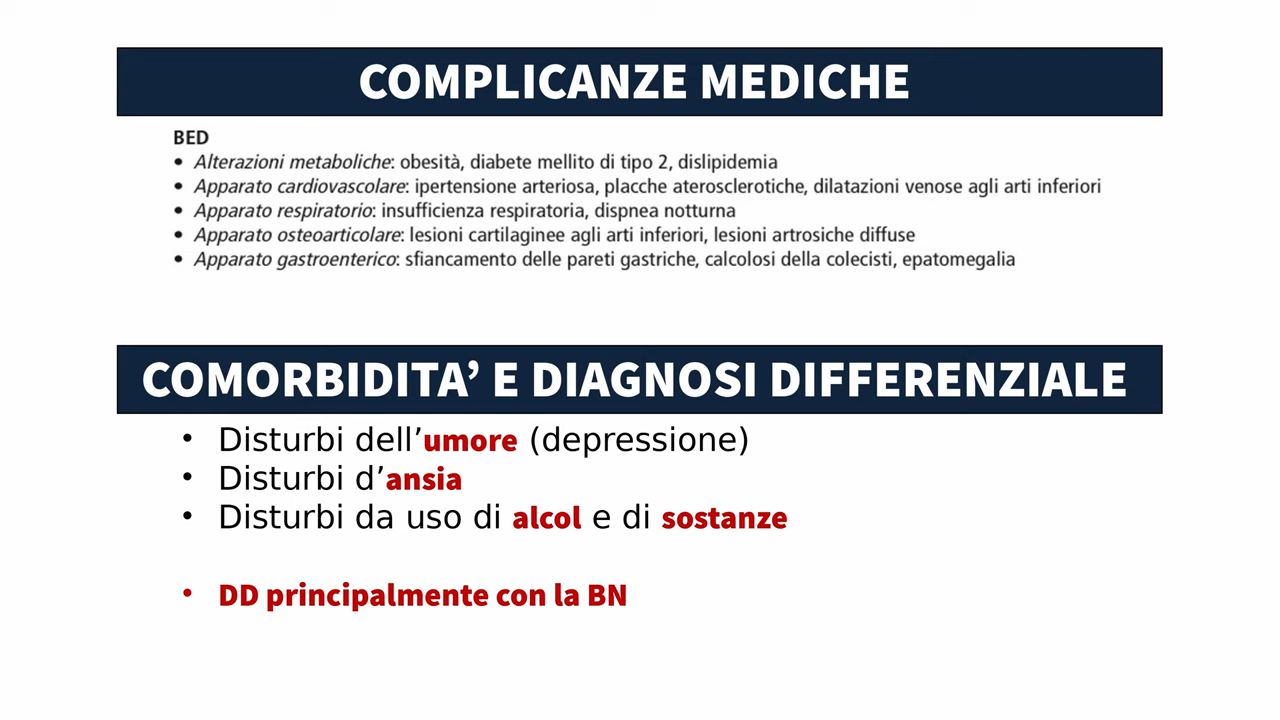 COMPLICANZE MEDICHE
BED
• Alterazioni metaboliche: obesità, diabete mellito di tipo 2, dislipidemia
• Apparato cardiovascolare: ipertensione arteriosa, placche aterosclerotiche, dilatazioni venose agli arti inferiori
• Apparato respiratorio: insufficienza respiratoria, dispnea notturna
• Apparato osteoarticolare: lesioni cartilaginee agli arti inferiori, lesioni artrosiche diffuse
• Apparato gastroenterico: sfiancamento delle pareti gastriche, calcolosi della colecisti, epatomegalia
COMORBIDITA’ E DIAGNOSI DIFFERENZIALE
• Disturbi dell’umore (depressione)
• Disturbi d’ansia
• Disturbi da uso di alcol e di sostanze
• DD principalmente con la BN